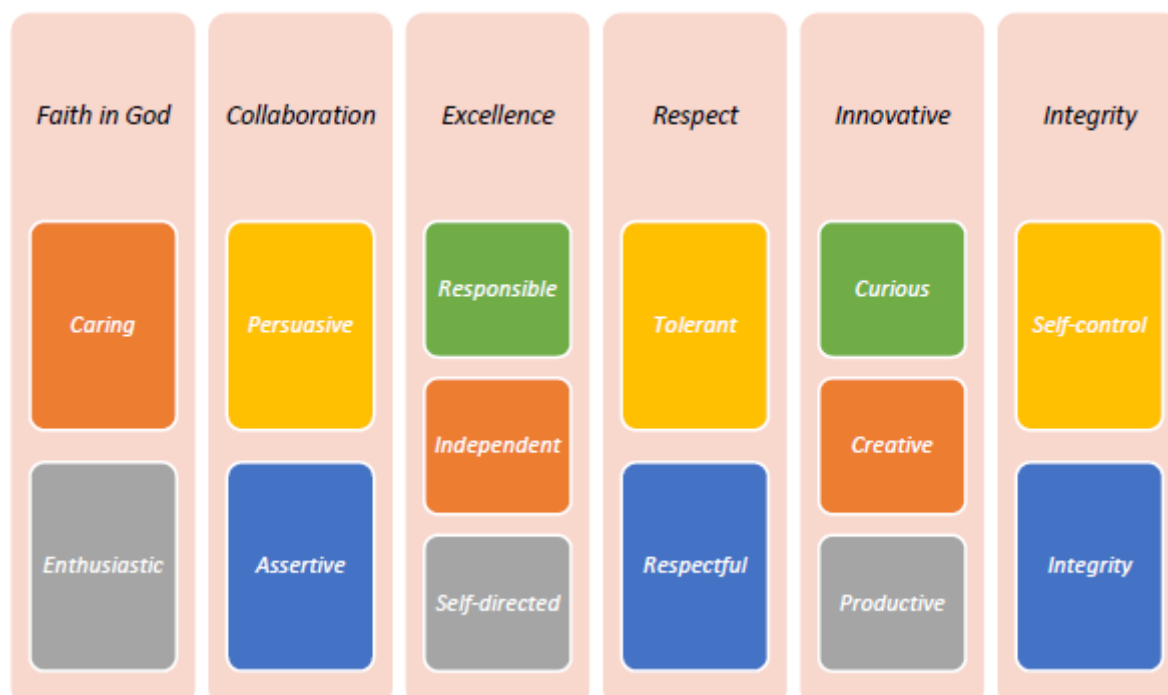 Faith in God
Caring
Enthusiastic
Collaboration
Persuasive
Assertive
Excellence
Responsible
Independent
Self-directed
Respect
Tolerant
Respectful
Innovative
Curious
Creative
Productive
Integrity
Self-control
Integrity